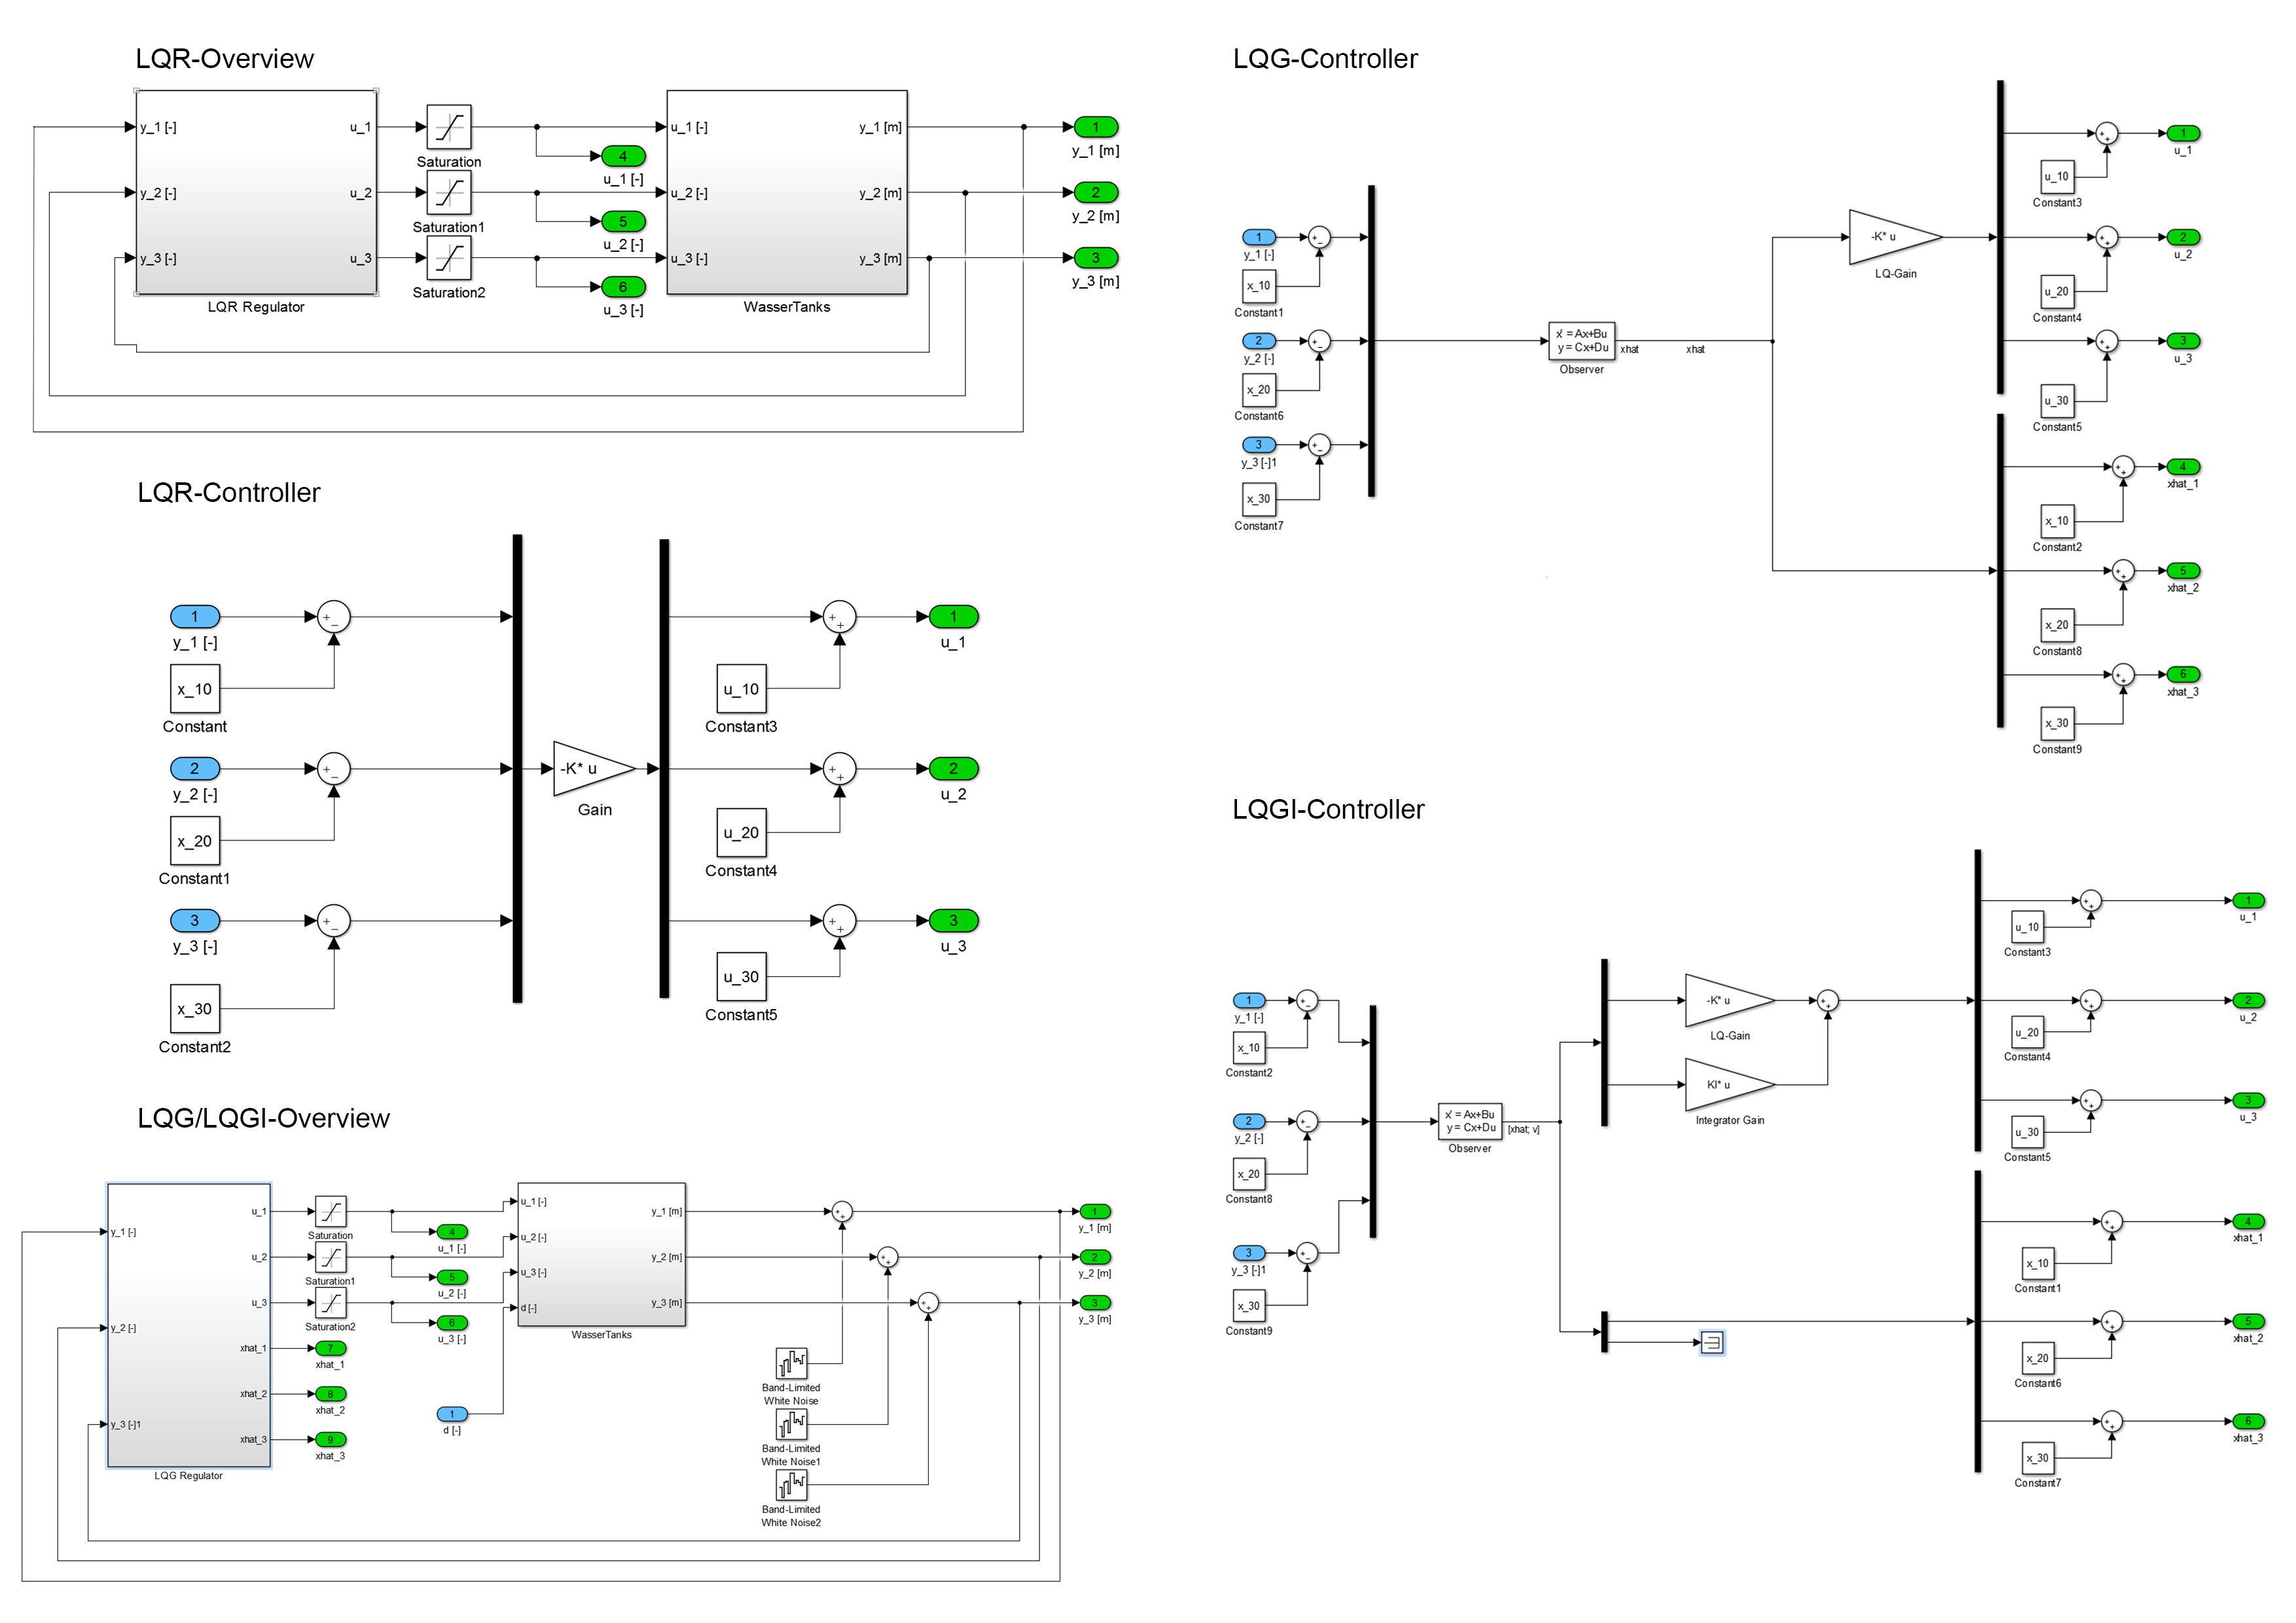 LQR-Overview
y_1 [-]
y_2 [-]
y_3 [-]
u_1
u_2
u_3
LQR Regulator
Saturation
Saturation1
Saturation2
4
u_1 [-]
5
u_2 [-]
6
u_3 [-]
u_1 [-]
u_2 [-]
u_3 [-]
y_1 [m]
y_2 [m]
y_3 [m]
WasserTanks
1
y_1 [m]
2
y_2 [m]
3
y_3 [m]
LQR-Controller
1
y_1 [-]
x_10
Constant
2
y_2 [-]
x_20
Constant1
3
y_3 [-]
x_30
Constant2
-K* u
Gain
u_10
Constant3
u_20
Constant4
u_30
Constant5
1
u_1
2
u_2
3
u_3
LQG/LQGI-Overview
y_1 [-]
y_2 [-]
y_3 [-]1
u_1
u_2
u_3
xhat_1
xhat_2
xhat_3
LQG Regulator
Saturation
Saturation1
Saturation2
7
xhat_1
8
xhat_2
9
xhat_3
4
u_1 [-]
5
u_2 [-]
6
u_3 [-]
1
d [-]
u_1 [-]
u_2 [-]
u_3 [-]
d [-]
y_1 [m]
y_2 [m]
y_3 [m]
WasserTanks
Band-Limited
White Noise
Band-Limited
White Noise1
Band-Limited
White Noise2
1
y_1 [m]
2
y_2 [m]
3
y_3 [m]
LQG-Controller
1
y_1 [-]
x_10
Constant1
2
y_2 [-]
x_20
Constant6
3
y_3 [-]1
x_30
Constant7
x' = Ax+Bu
y = Cx+Du
Observer
xhat
xhat
-K* u
LQ-Gain
u_10
Constant3
u_20
Constant4
u_30
Constant5
x_10
Constant2
x_20
Constant8
x_30
Constant9
1
u_1
2
u_2
3
u_3
4
xhat_1
5
xhat_2
6
xhat_3
LQGI-Controller
1
y_1 [-]
x_10
Constant2
2
y_2 [-]
x_20
Constant8
3
y_3 [-]1
x_30
Constant9
x' = Ax+Bu
y = Cx+Du
Observer
[xhat; v]
-K* u
LQ-Gain
KI* u
Integrator Gain
u_10
Constant3
u_20
Constant4
u_30
Constant5
x_10
Constant1
x_20
Constant6
x_30
Constant7
1
u_1
2
u_2
3
u_3
4
xhat_1
5
xhat_2
6
xhat_3